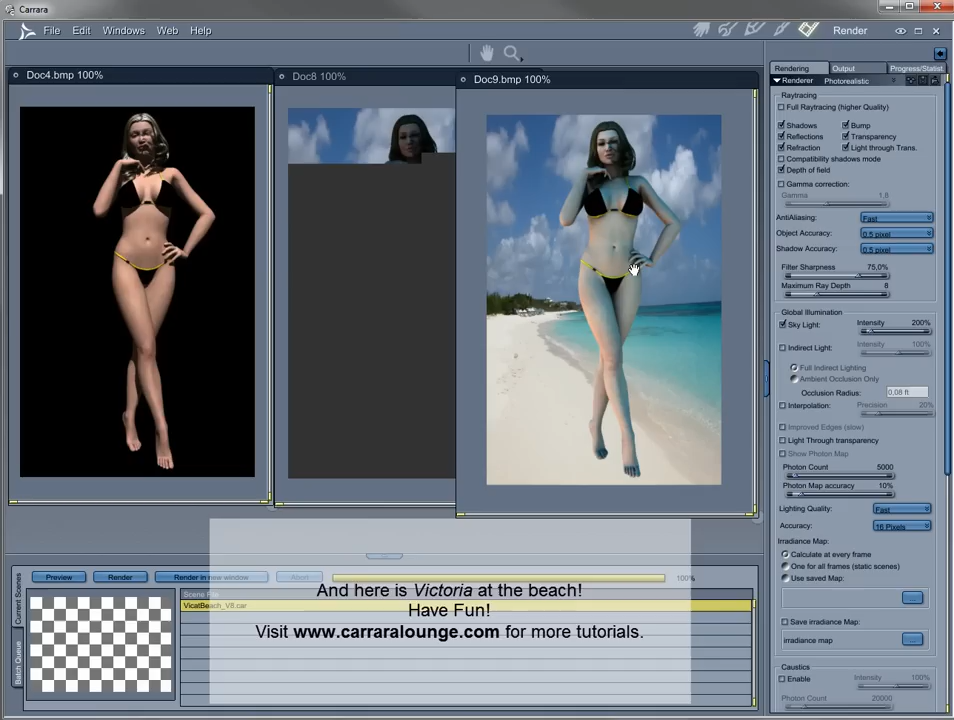 Carrara
File Edit Windows Web Help
Render
Doc4.bmp 100%
Doc8 100%
Doc9.bmp 100%
Rendering Output Progress/Statist
Renderer Photorealistic
Raytracing
Full Raytracing (higher Quality)
Shadows Bump
Reflections Transparency
Refraction Light through Trans.
Compatibility shadows mode
Depth of field
Gamma correction:
Gamma 1,8
AntiAliasing: Fast
Object Accuracy: 0,5 pixel
Shadow Accuracy: 0,5 pixel
Filter Sharpness 75,0%
Maximum Ray Depth 8
Global Illumination
Sky Light: Intensity 200%
Indirect Light: Intensity 100%
Full Indirect Lighting
Ambient Occlusion Only
Occlusion Radius: 0,08 ft
Interpolation: Precision 20%
Improved Edges (slow)
Light Through transparency
Show Photon Map
Photon Count 5000
Photon Map accuracy 10%
Lighting Quality: Fast
Accuracy: 16 Pixels
Irradiance Map:
Calculate at every frame
One for all frames (static scenes)
Use saved Map:
...
Save irradiance Map:
irradiance map ...
Caustics
Enable Intensity 100%
Photon Count 20000
Current Scenes
Batch Queue
Preview Render Render in new window Abort 100%
Scene File
VicatBeach_V8.car
And here is Victoria at the beach!
Have Fun!
Visit www.carraralounge.com for more tutorials.